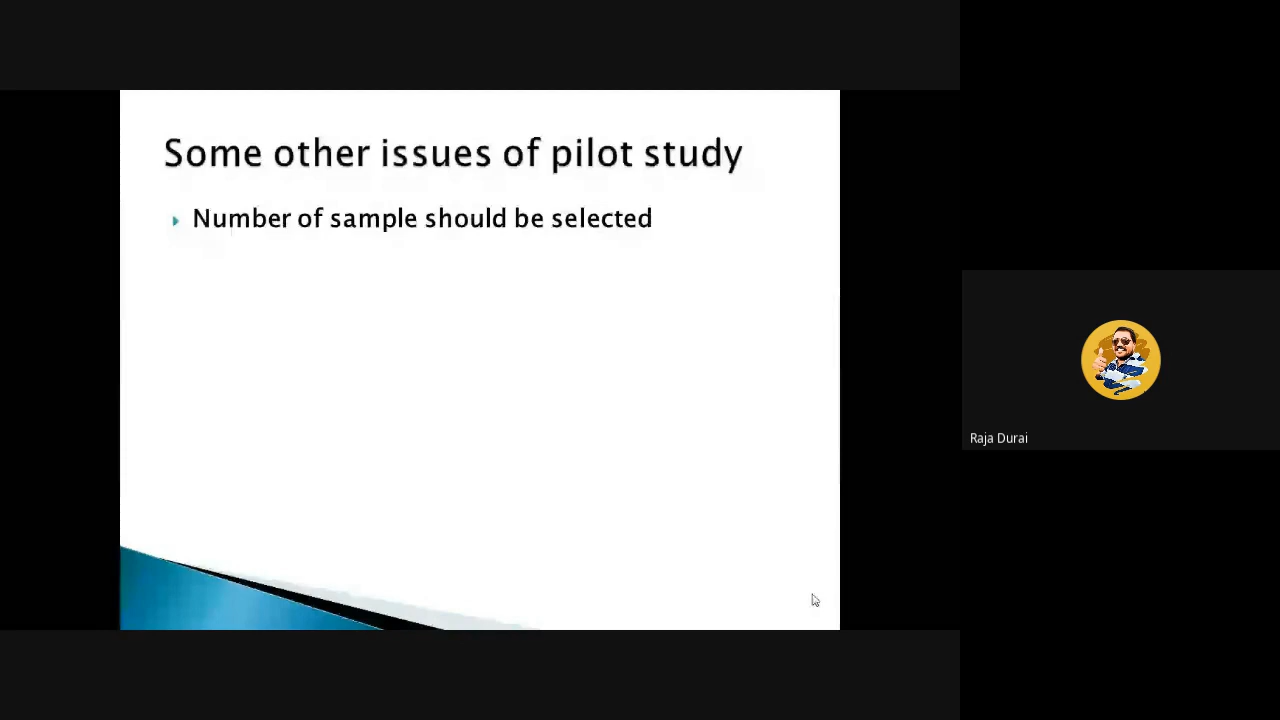 Some other issues of pilot study
Number of sample should be selected
Raja Durai